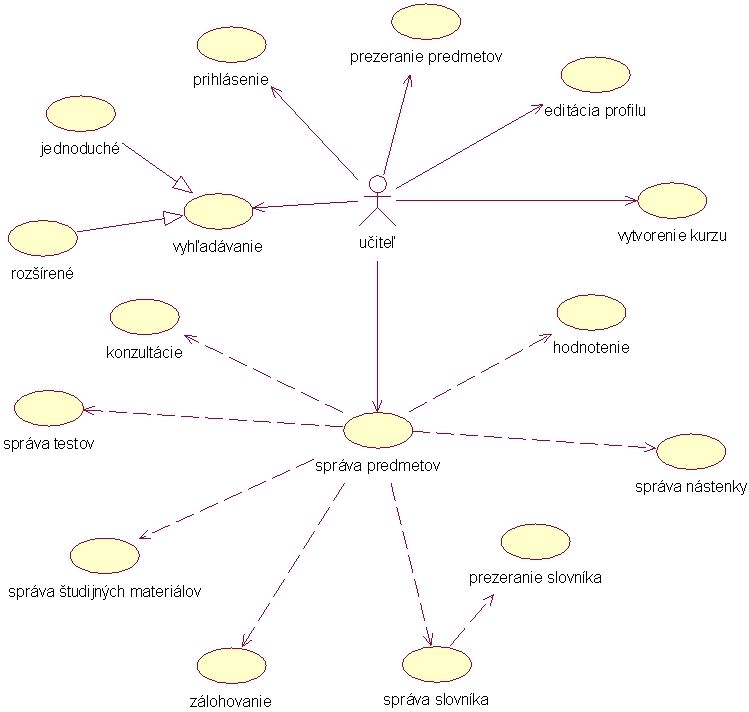 prezeranie predmetov
prihlásenie
editácia profilu
jednoduché
vytvorenie kurzu
učiteľ
vyhľadávanie
rozšírené
konzultácie
hodnotenie
správa testov
správa predmetov
správa nástenky
prezeranie slovníka
správa študijných materiálov
zálohovanie
správa slovníka